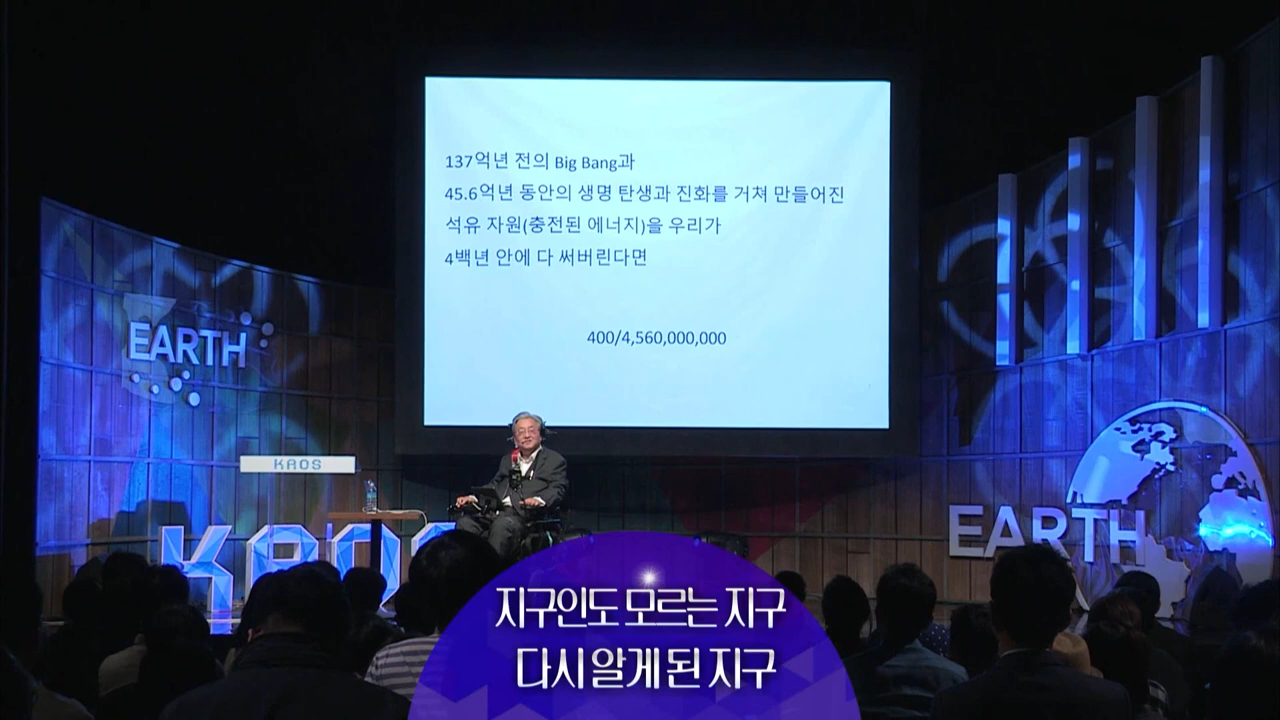 137억년 전의 Big Bang과
45.6억년 동안의 생명 탄생과 진화를 거쳐 만들어진
석유 자원(충전된 에너지)을 우리가
4백년 안에 다 써버린다면
400/4,560,000,000
EARTH
KAOS
KAOS
EARTH
지구인도 모르는 지구
다시 알게 된 지구